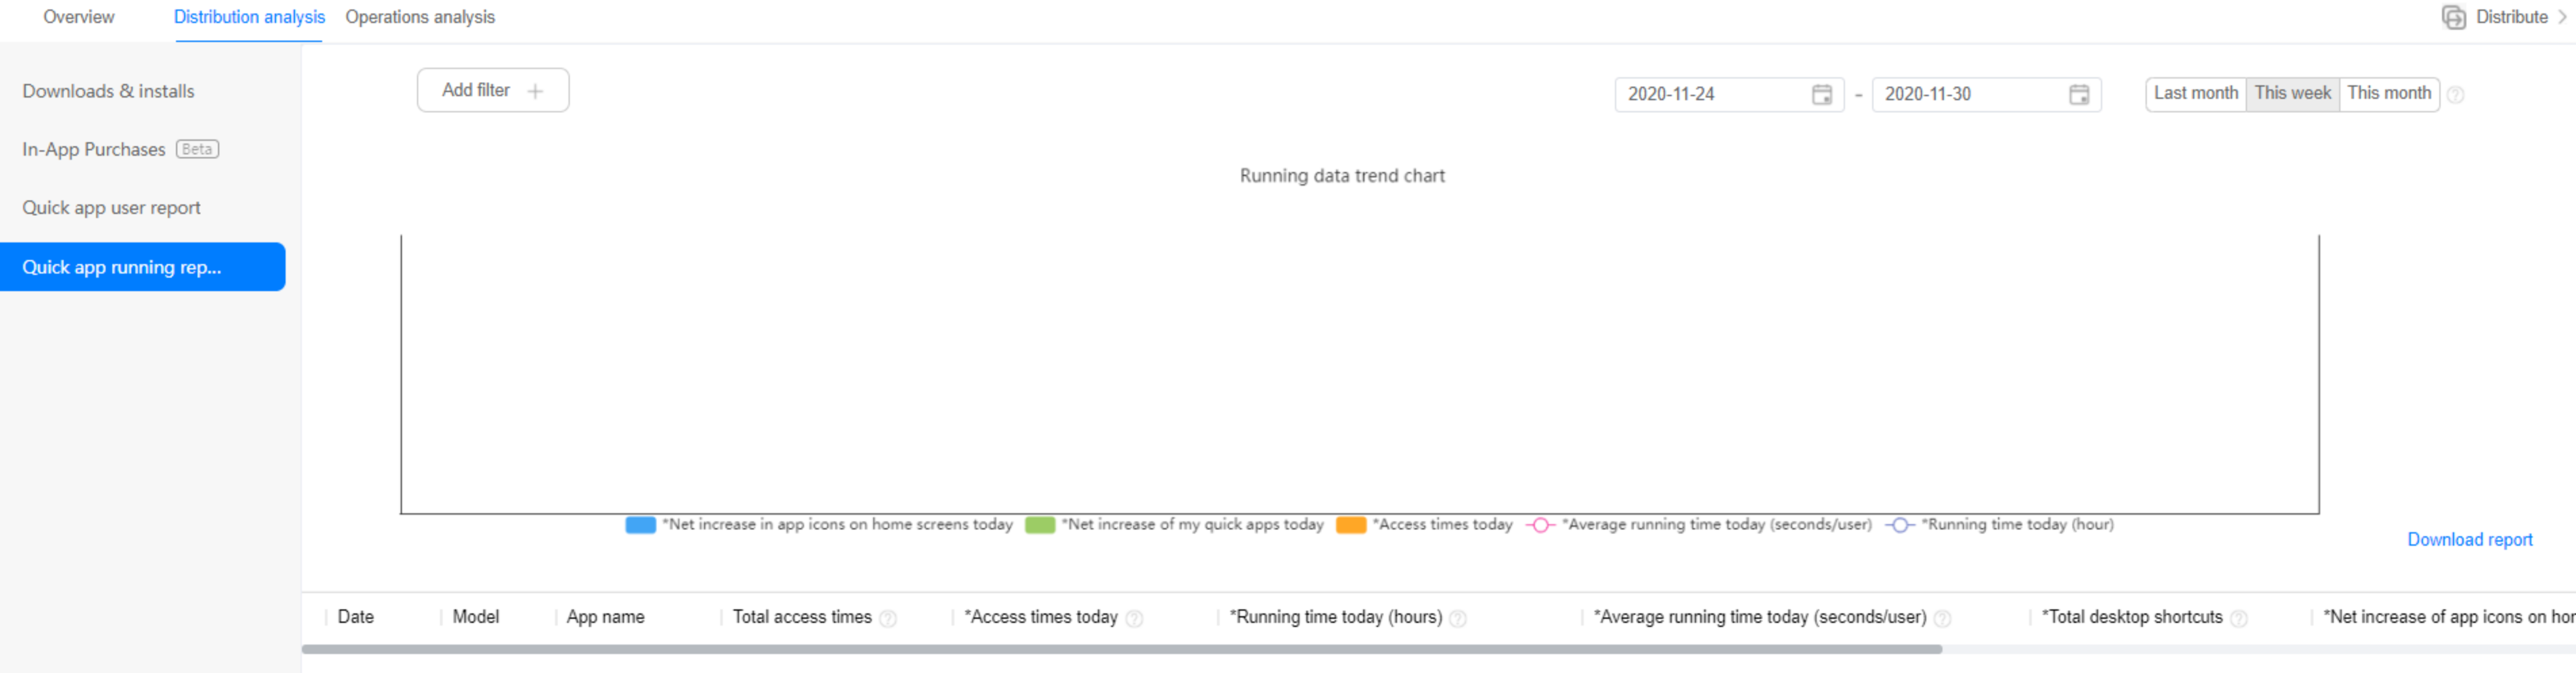 Overview Distribution analysis Operations analysis Distribute
Downloads & installs
In-App Purchases Beta
Quick app user report
Quick app running rep...
Add filter
2020-11-24 - 2020-11-30 Last month This week This month
Running data trend chart
*Net increase in app icons on home screens today *Net increase of my quick apps today *Access times today *Average running time today (seconds/user) *Running time today (hour)
Download report
Date Model App name Total access times *Access times today *Running time today (hours) *Average running time today (seconds/user) *Total desktop shortcuts *Net increase of app icons on hor